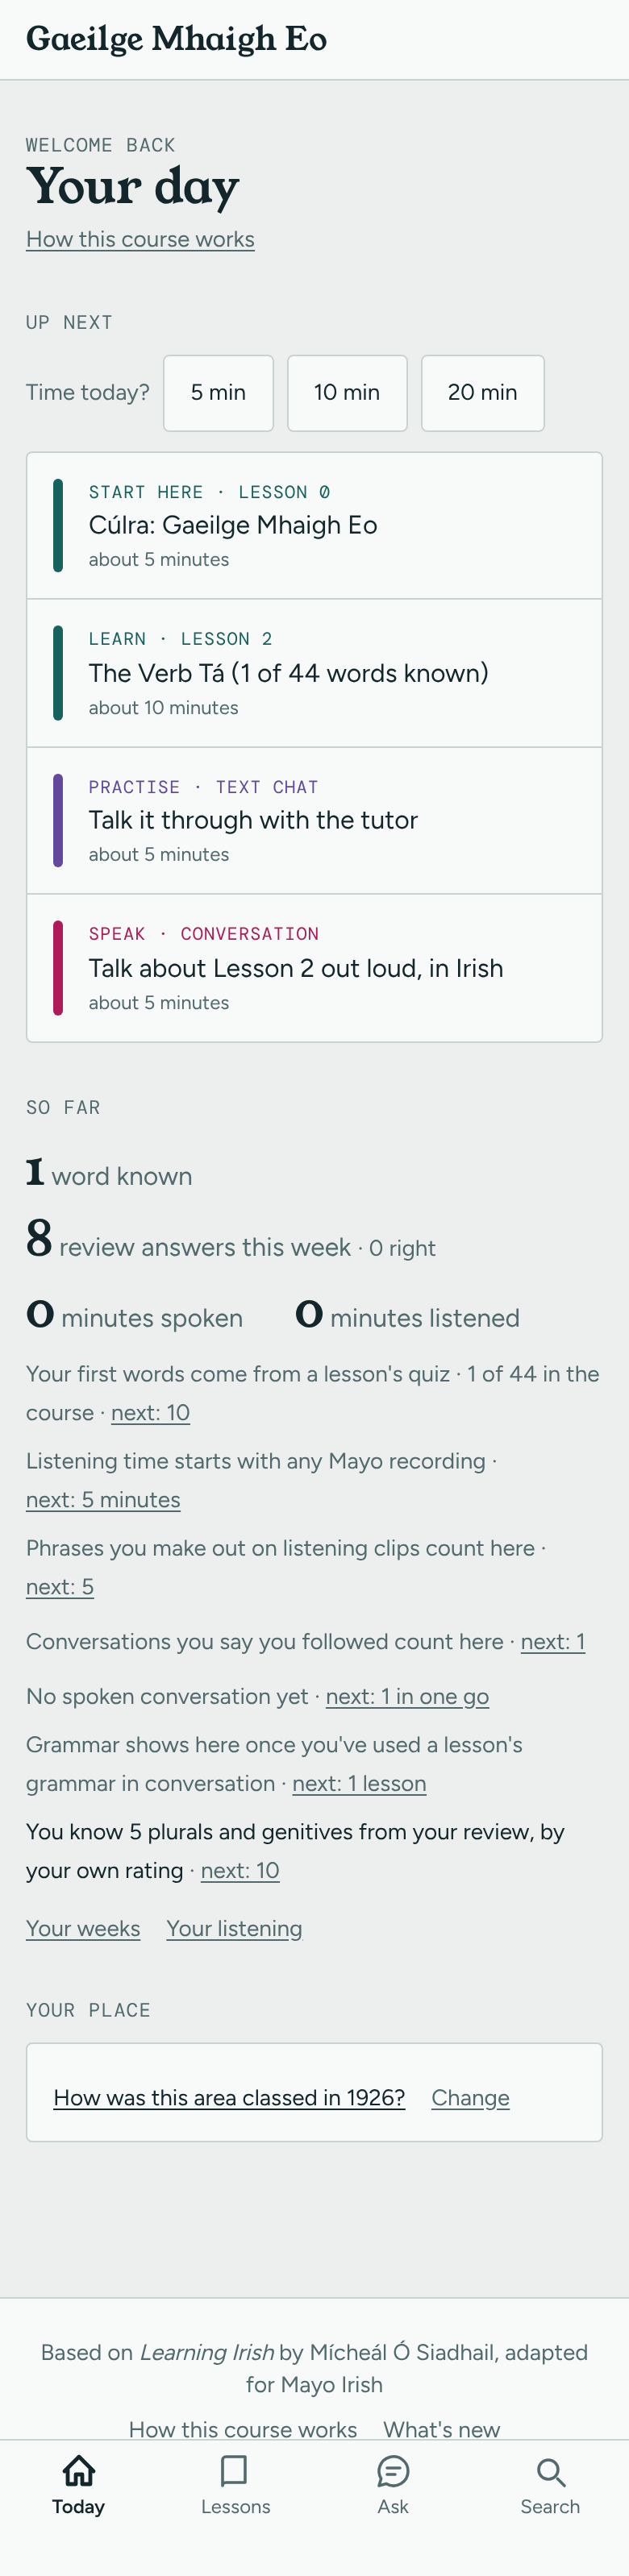 Gaeilge Mhaigh Eo
WELCOME BACK
Your day
How this course works
UP NEXT
Time today? 5 min 10 min 20 min
START HERE · LESSON 0
Cúlra: Gaeilge Mhaigh Eo
about 5 minutes
LEARN · LESSON 2
The Verb Tá (1 of 44 words known)
about 10 minutes
PRACTISE · TEXT CHAT
Talk it through with the tutor
about 5 minutes
SPEAK · CONVERSATION
Talk about Lesson 2 out loud, in Irish
about 5 minutes
SO FAR
1 word known
8 review answers this week · 0 right
0 minutes spoken 0 minutes listened
Your first words come from a lesson's quiz · 1 of 44 in the
course · next: 10
Listening time starts with any Mayo recording ·
next: 5 minutes
Phrases you make out on listening clips count here ·
next: 5
Conversations you say you followed count here · next: 1
No spoken conversation yet · next: 1 in one go
Grammar shows here once you've used a lesson's
grammar in conversation · next: 1 lesson
You know 5 plurals and genitives from your review, by
your own rating · next: 10
Your weeks Your listening
YOUR PLACE
How was this area classed in 1926? Change
Based on Learning Irish by Mícheál Ó Siadhail, adapted
for Mayo Irish
How this course works What's new
Today Lessons Ask Search